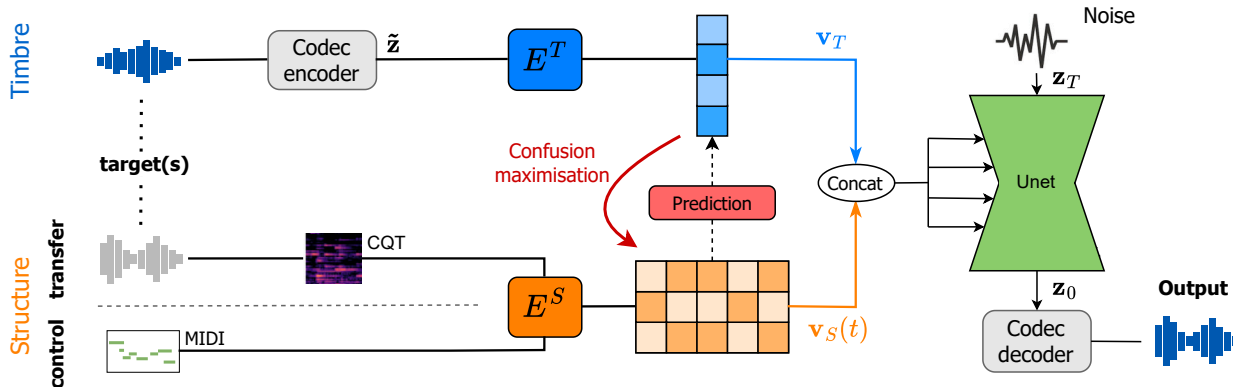 Timbre
Codec
encoder
z̃
E^T
v_T
Noise
z_T
target(s)
Confusion
maximisation
Prediction
Concat
Unet
Structure
transfer
CQT
E^S
v_S(t)
z_0
Output
control
MIDI
Codec
decoder